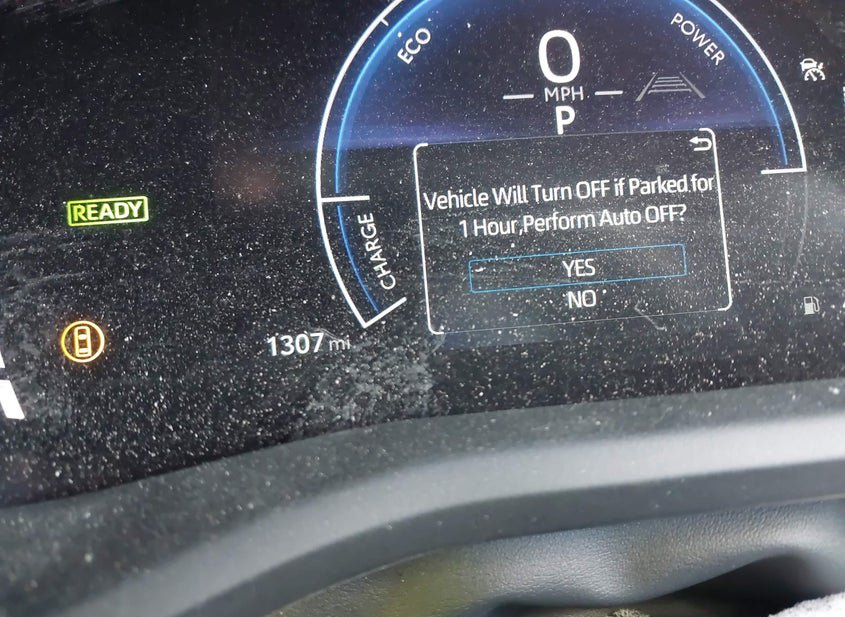 ECO
POWER
0
MPH
P
Vehicle Will Turn OFF if Parked for
1 Hour,Perform Auto OFF?
READY
CHARGE
YES
NO
1307 mi